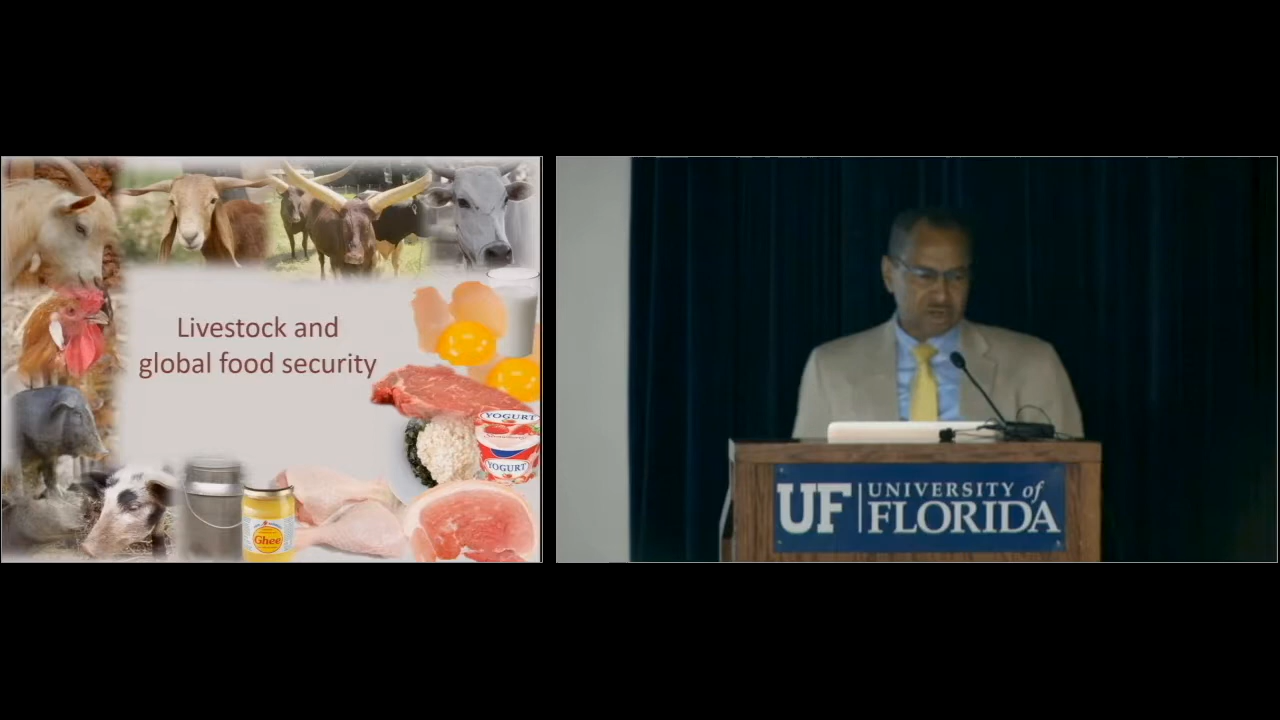 Livestock and
global food security
YOGURT
YOGURT
Ghee
UF
UNIVERSITY of
FLORIDA